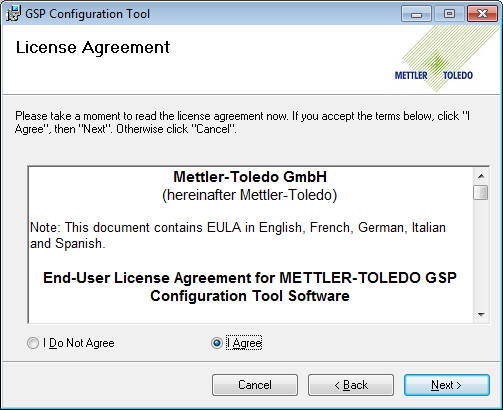 GSP Configuration Tool
License Agreement
METTLER TOLEDO
Please take a moment to read the license agreement now. If you accept the terms below, click "I
Agree", then "Next". Otherwise click "Cancel".
Mettler-Toledo GmbH
(hereinafter Mettler-Toledo)
Note: This document contains EULA in English, French, German, Italian
and Spanish.
End-User License Agreement for METTLER-TOLEDO GSP
Configuration Tool Software
I Do Not Agree
I Agree
Cancel
< Back
Next >